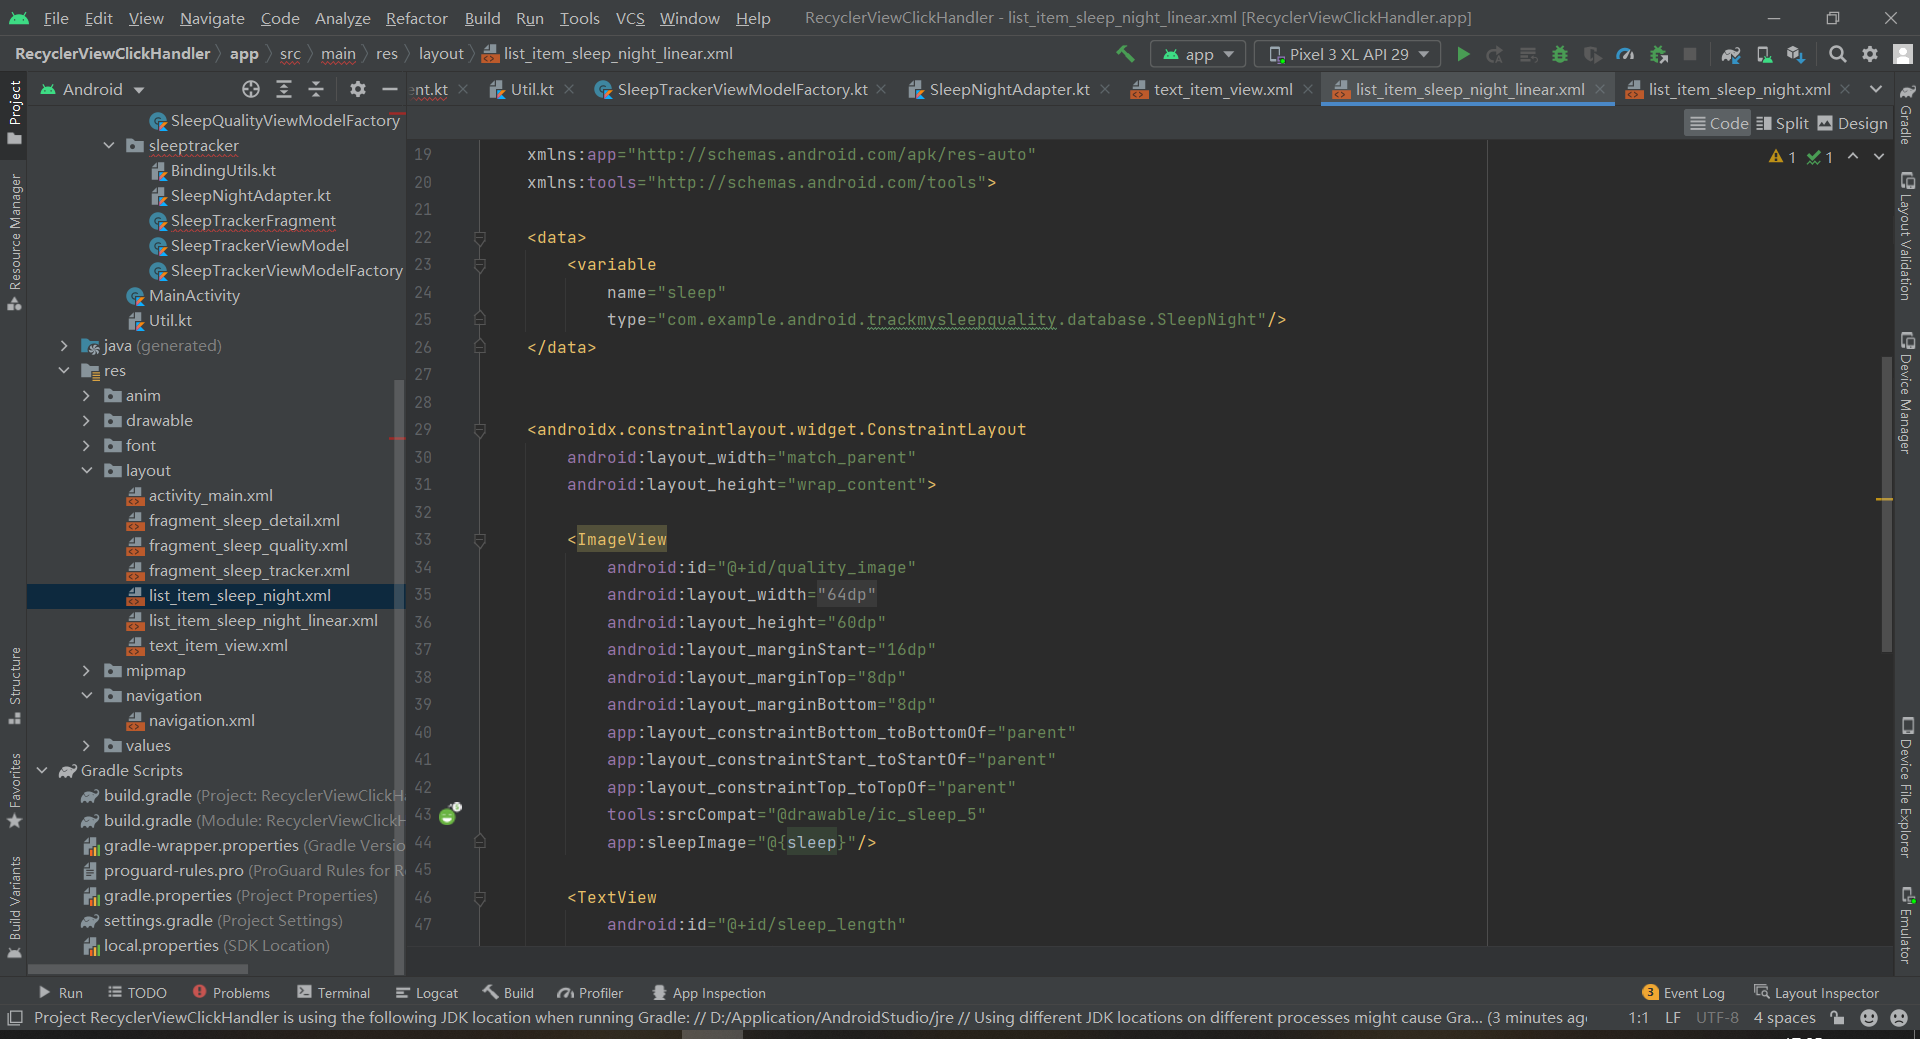 File Edit View Navigate Code Analyze Refactor Build Run Tools VCS Window Help RecyclerViewClickHandler - list_item_sleep_night_linear.xml [RecyclerViewClickHandler.app]
RecyclerViewClickHandler app src main res layout list_item_sleep_night_linear.xml app Pixel 3 XL API 29
Android ent.kt Util.kt SleepTrackerViewModelFactory.kt SleepNightAdapter.kt text_item_view.xml list_item_sleep_night_linear.xml list_item_sleep_night.xml
Code Split Design
1 1
Project
Resource Manager
Structure
Favorites
Build Variants
SleepQualityViewModelFactory
sleeptracker
BindingUtils.kt
SleepNightAdapter.kt
SleepTrackerFragment
SleepTrackerViewModel
SleepTrackerViewModelFactory
MainActivity
Util.kt
java (generated)
res
anim
drawable
font
layout
activity_main.xml
fragment_sleep_detail.xml
fragment_sleep_quality.xml
fragment_sleep_tracker.xml
list_item_sleep_night.xml
list_item_sleep_night_linear.xml
text_item_view.xml
mipmap
navigation
navigation.xml
values
Gradle Scripts
build.gradle (Project: RecyclerViewClickH
build.gradle (Module: RecyclerViewClickH
gradle-wrapper.properties (Gradle Versio
proguard-rules.pro (ProGuard Rules for R
gradle.properties (Project Properties)
settings.gradle (Project Settings)
local.properties (SDK Location)
19 xmlns:app="http://schemas.android.com/apk/res-auto"
20 xmlns:tools="http://schemas.android.com/tools">
21
22 <data>
23 <variable
24 name="sleep"
25 type="com.example.android.trackmysleepquality.database.SleepNight"/>
26 </data>
27
28
29 <androidx.constraintlayout.widget.ConstraintLayout
30 android:layout_width="match_parent"
31 android:layout_height="wrap_content">
32
33 <ImageView
34 android:id="@+id/quality_image"
35 android:layout_width="64dp"
36 android:layout_height="60dp"
37 android:layout_marginStart="16dp"
38 android:layout_marginTop="8dp"
39 android:layout_marginBottom="8dp"
40 app:layout_constraintBottom_toBottomOf="parent"
41 app:layout_constraintStart_toStartOf="parent"
42 app:layout_constraintTop_toTopOf="parent"
43 tools:srcCompat="@drawable/ic_sleep_5"
44 app:sleepImage="@{sleep}"/>
45
46 <TextView
47 android:id="@+id/sleep_length"
Gradle
Layout Validation
Device Manager
Device File Explorer
Emulator
Run TODO Problems Terminal Logcat Build Profiler App Inspection 3 Event Log Layout Inspector
Project RecyclerViewClickHandler is using the following JDK location when running Gradle: // D:/Application/AndroidStudio/jre // Using different JDK locations on different processes might cause Gra... (3 minutes ago 1:1 LF UTF-8 4 spaces